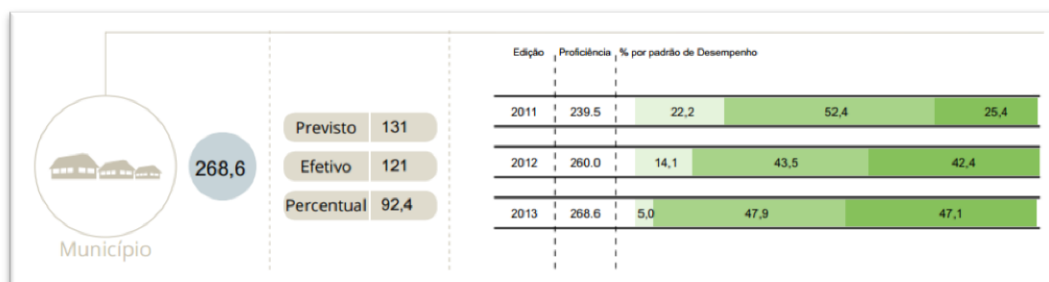 Edição Proficiência % por padrão de Desempenho
2011 239.5 22,2 52,4 25,4
Previsto 131
268,6
Efetivo 121
2012 260.0 14,1 43,5 42,4
Percentual 92,4
2013 268.6 5,0 47,9 47,1
Município